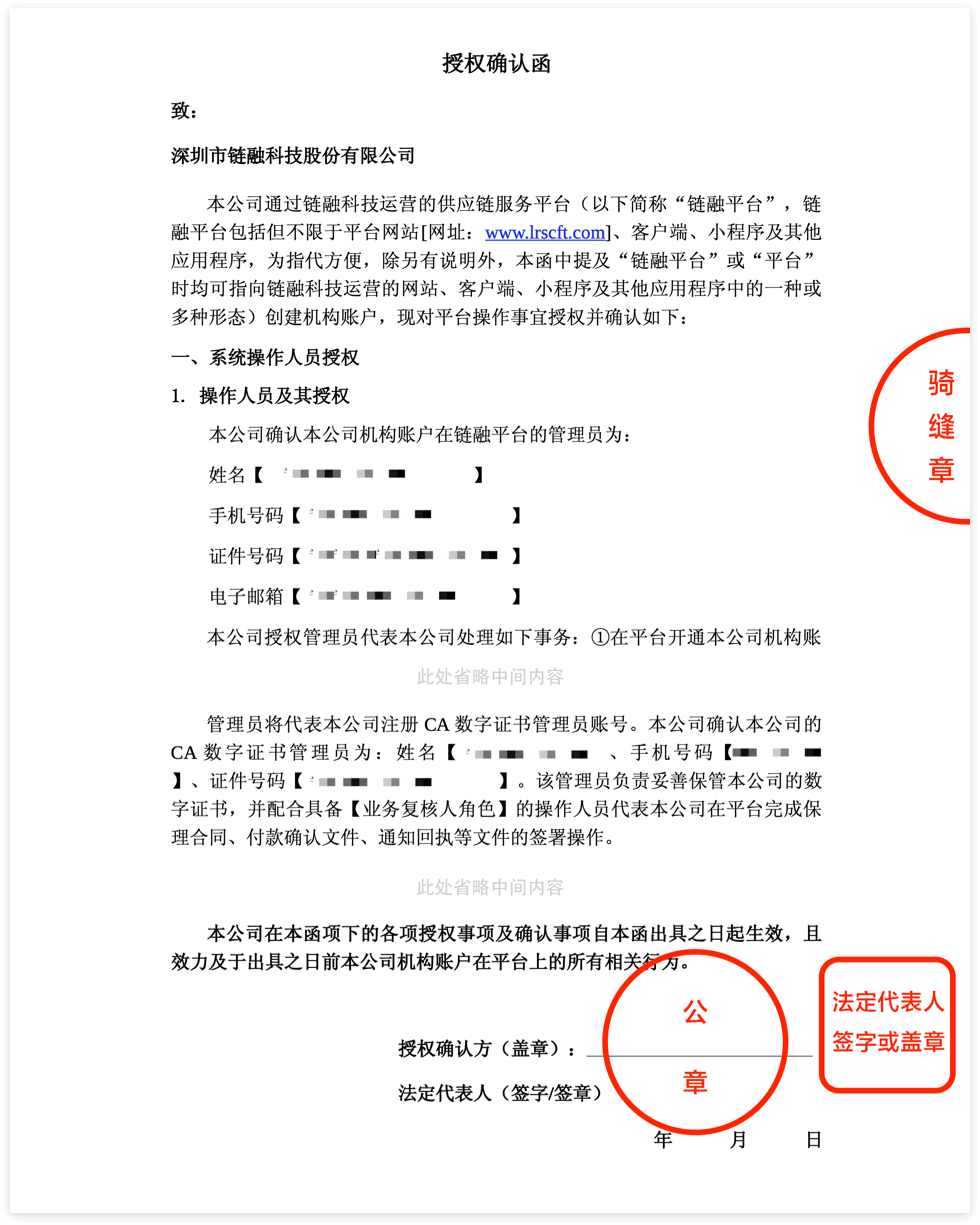 授权确认函
致：
深圳市链融科技股份有限公司
本公司通过链融科技运营的供应链服务平台（以下简称“链融平台”，链
融平台包括但不限于平台网站[网址：www.lrscft.com]、客户端、小程序及其他
应用程序，为指代方便，除另有说明外，本函中提及“链融平台”或“平台”
时均可指向链融科技运营的网站、客户端、小程序及其他应用程序中的一种或
多种形态）创建机构账户，现对平台操作事宜授权并确认如下：
一、系统操作人员授权
1. 操作人员及其授权
骑
缝
章
本公司确认本公司机构账户在链融平台的管理员为：
姓名【 】
手机号码【 】
证件号码【 】
电子邮箱【 】
本公司授权管理员代表本公司处理如下事务：①在平台开通本公司机构账
此处省略中间内容
管理员将代表本公司注册 CA 数字证书管理员账号。本公司确认本公司的
CA 数字证书管理员为：姓名【 、手机号码【
】、证件号码【 】。该管理员负责妥善保管本公司的数
字证书，并配合具备【业务复核人角色】的操作人员代表本公司在平台完成保
理合同、付款确认文件、通知回执等文件的签署操作。
此处省略中间内容
本公司在本函项下的各项授权事项及确认事项自本函出具之日起生效，且
效力及于出具之日前本公司机构账户在平台上的所有相关行为。
公
章
法定代表人
签字或盖章
授权确认方（盖章）：
法定代表人（签字/签章）
年 月 日